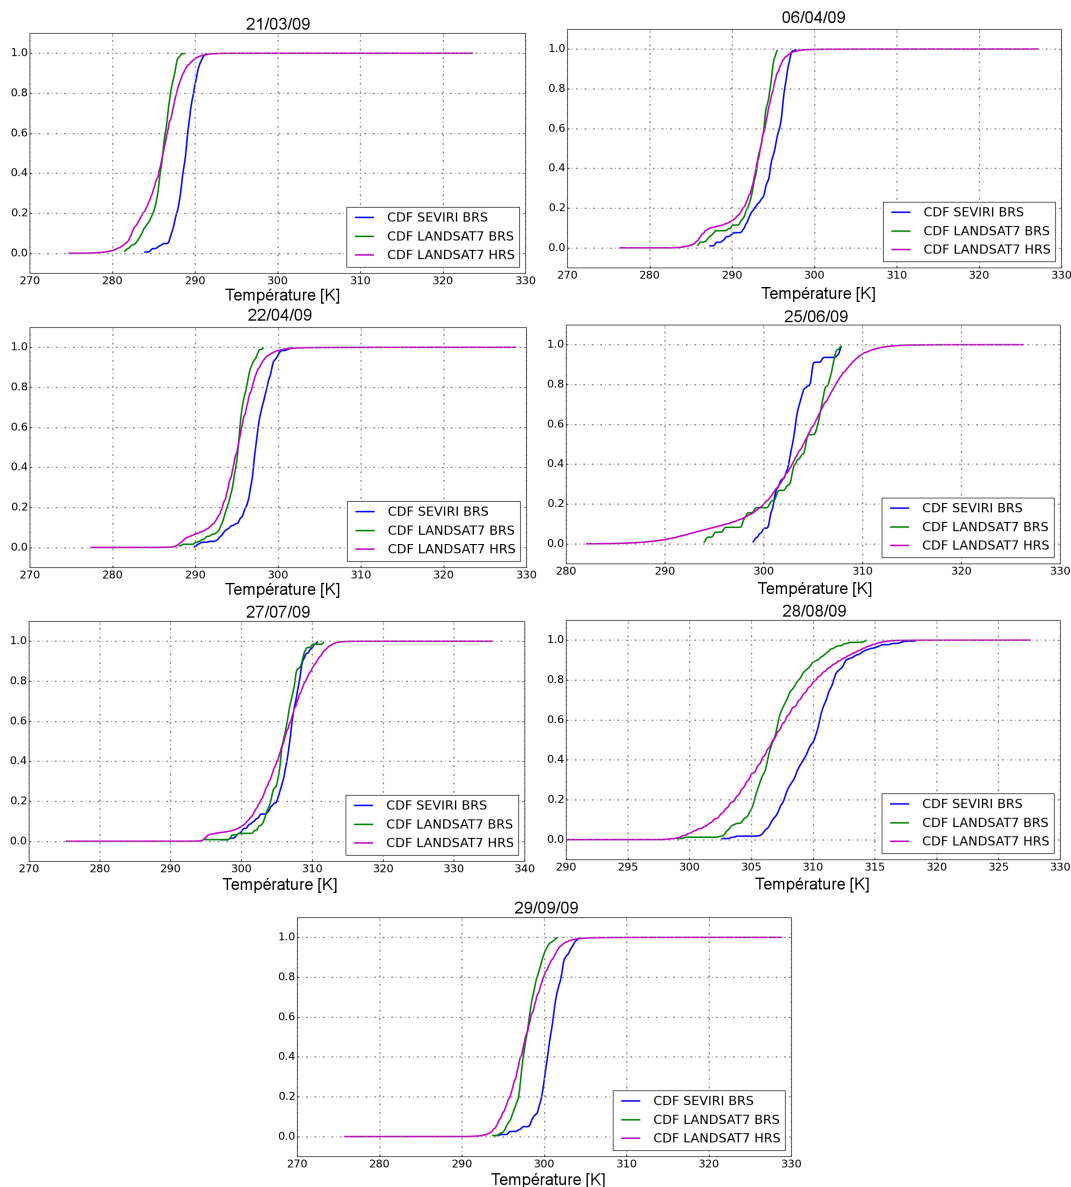 21/03/09
1.0
0.8
0.6
0.4
0.2
0.0
CDF SEVIRI BRS
CDF LANDSAT7 BRS
CDF LANDSAT7 HRS
270 280 290 300 310 320 330
Température [K]
06/04/09
1.0
0.8
0.6
0.4
0.2
0.0
CDF SEVIRI BRS
CDF LANDSAT7 BRS
CDF LANDSAT7 HRS
270 280 290 300 310 320 330
Température [K]
22/04/09
1.0
0.8
0.6
0.4
0.2
0.0
CDF SEVIRI BRS
CDF LANDSAT7 BRS
CDF LANDSAT7 HRS
270 280 290 300 310 320 330
Température [K]
25/06/09
1.0
0.8
0.6
0.4
0.2
0.0
CDF SEVIRI BRS
CDF LANDSAT7 BRS
CDF LANDSAT7 HRS
280 290 300 310 320 330
Température [K]
27/07/09
1.0
0.8
0.6
0.4
0.2
0.0
CDF SEVIRI BRS
CDF LANDSAT7 BRS
CDF LANDSAT7 HRS
270 280 290 300 310 320 330 340
Température [K]
28/08/09
1.0
0.8
0.6
0.4
0.2
0.0
CDF SEVIRI BRS
CDF LANDSAT7 BRS
CDF LANDSAT7 HRS
290 295 300 305 310 315 320 325 330
Température [K]
29/09/09
1.0
0.8
0.6
0.4
0.2
0.0
CDF SEVIRI BRS
CDF LANDSAT7 BRS
CDF LANDSAT7 HRS
270 280 290 300 310 320 330
Température [K]